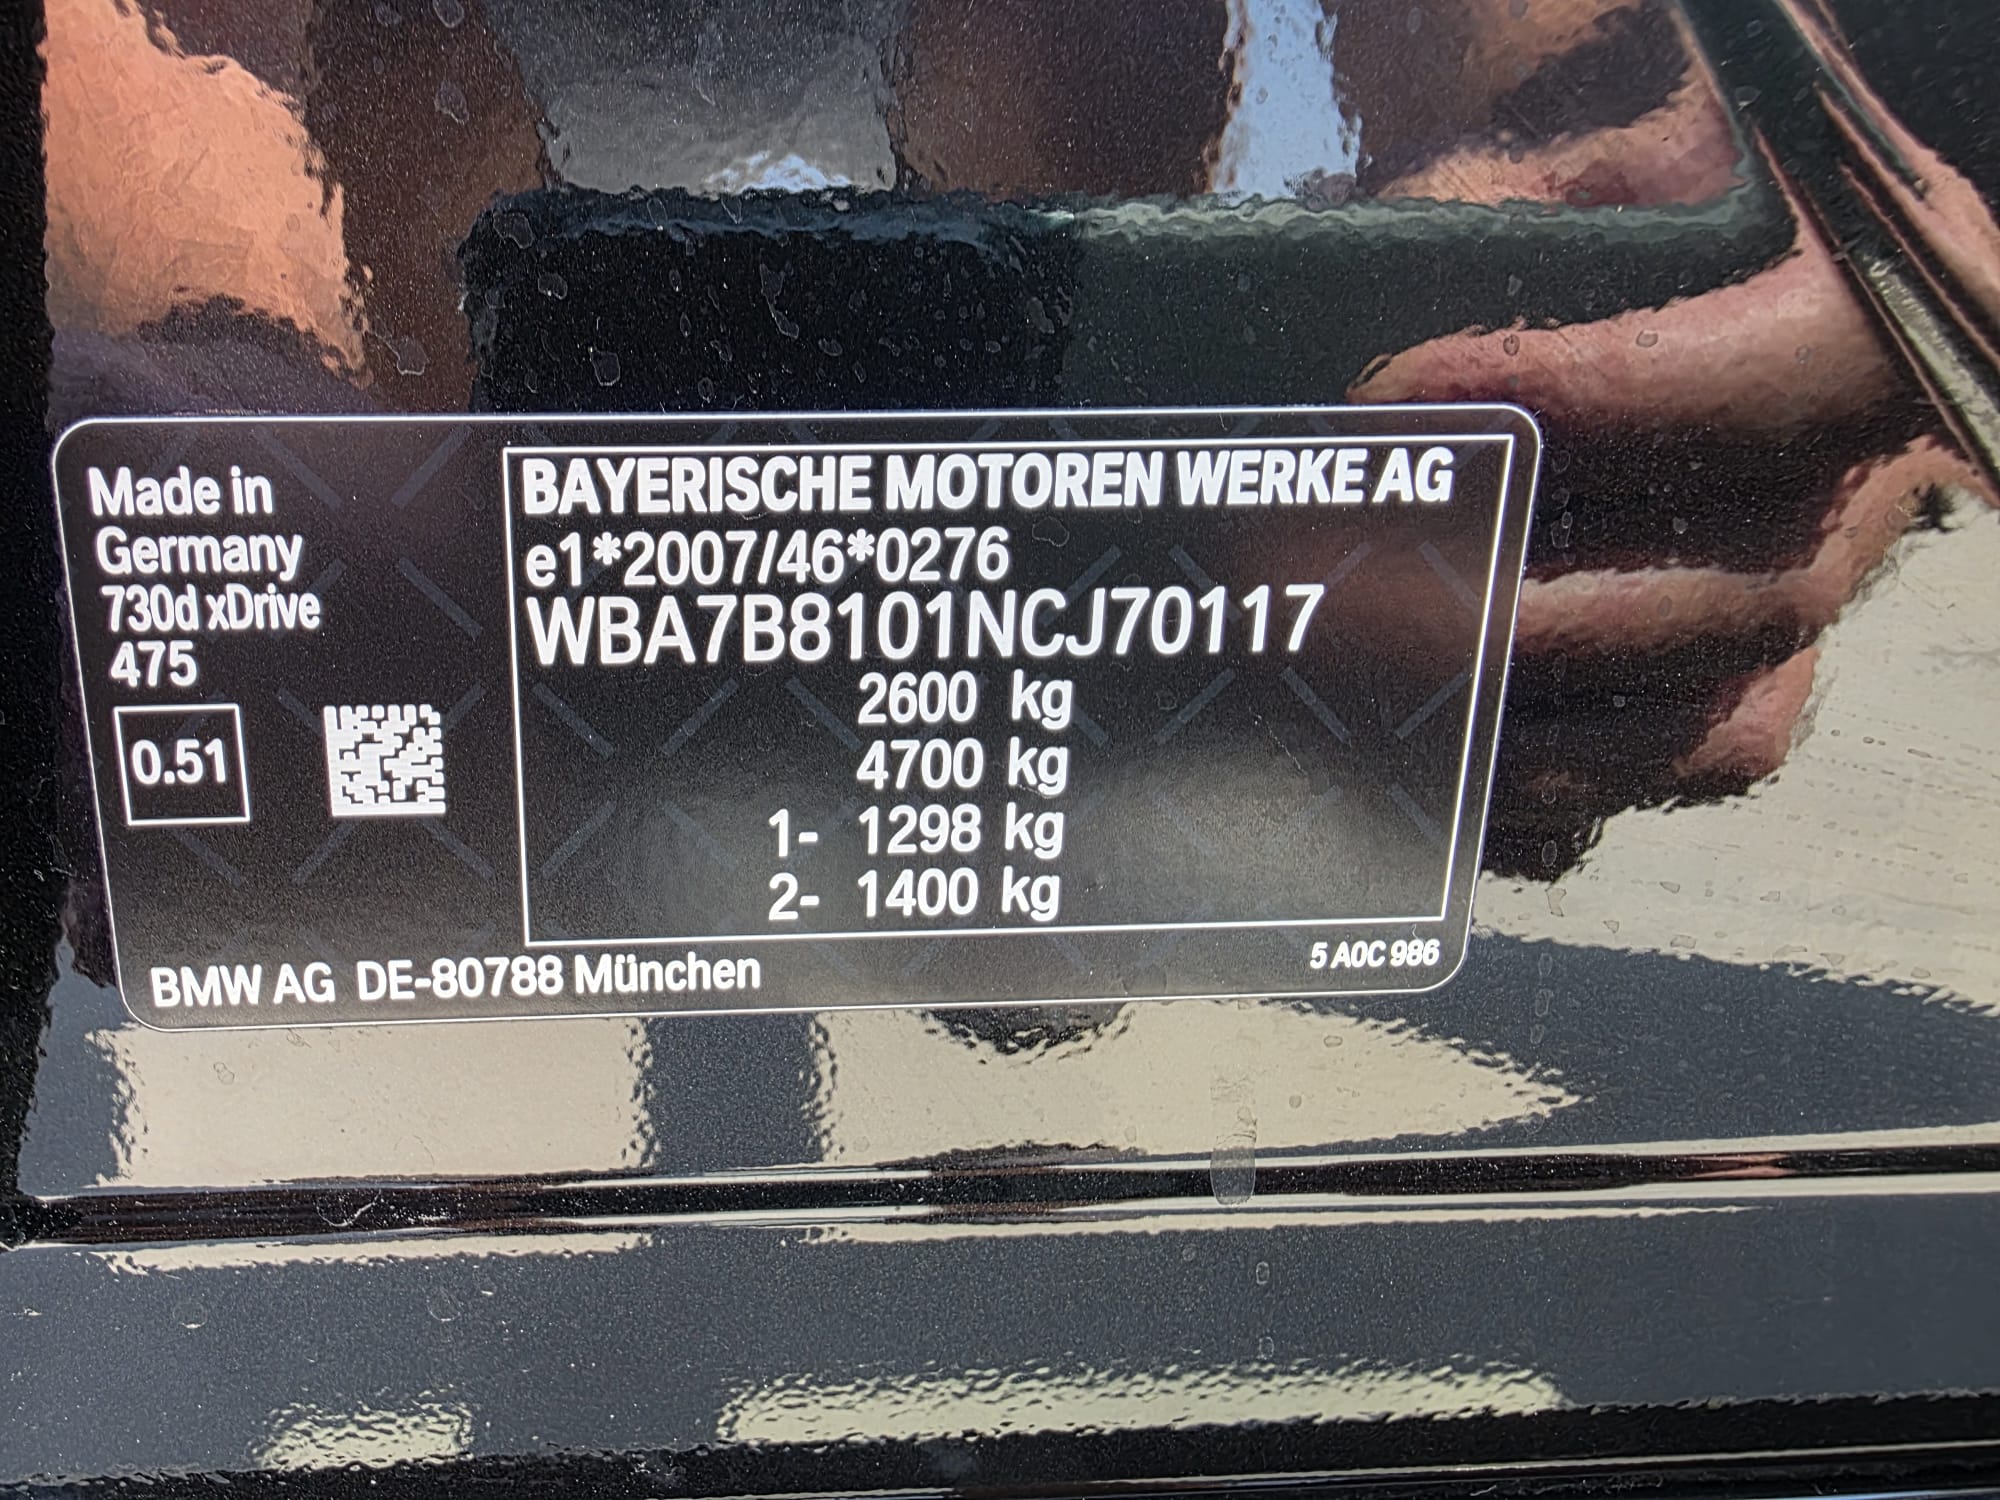 Made in
Germany
730d xDrive
475
0.51
BAYERISCHE MOTOREN WERKE AG
e1*2007/46*0276
WBA7B8101NCJ70117
2600 kg
4700 kg
1- 1298 kg
2- 1400 kg
BMW AG DE-80788 München
5 A0C 986